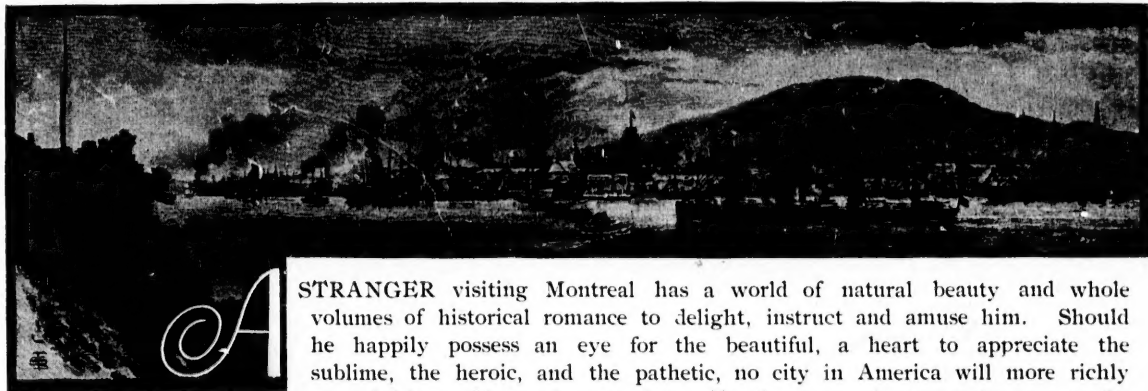 A STRANGER visiting Montreal has a world of natural beauty and whole
volumes of historical romance to delight, instruct and amuse him. Should
he happily possess an eye for the beautiful, a heart to appreciate the
sublime, the heroic, and the pathetic, no city in America will more richly